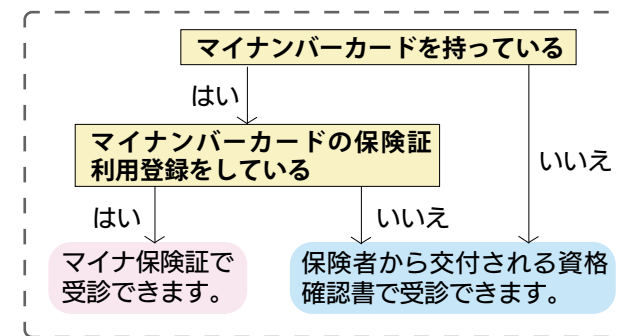 マイナンバーカードを持っている
はい
マイナンバーカードの保険証
利用登録をしている
いいえ
はい
いいえ
マイナ保険証で
受診できます。
保険者から交付される資格
確認書で受診できます。